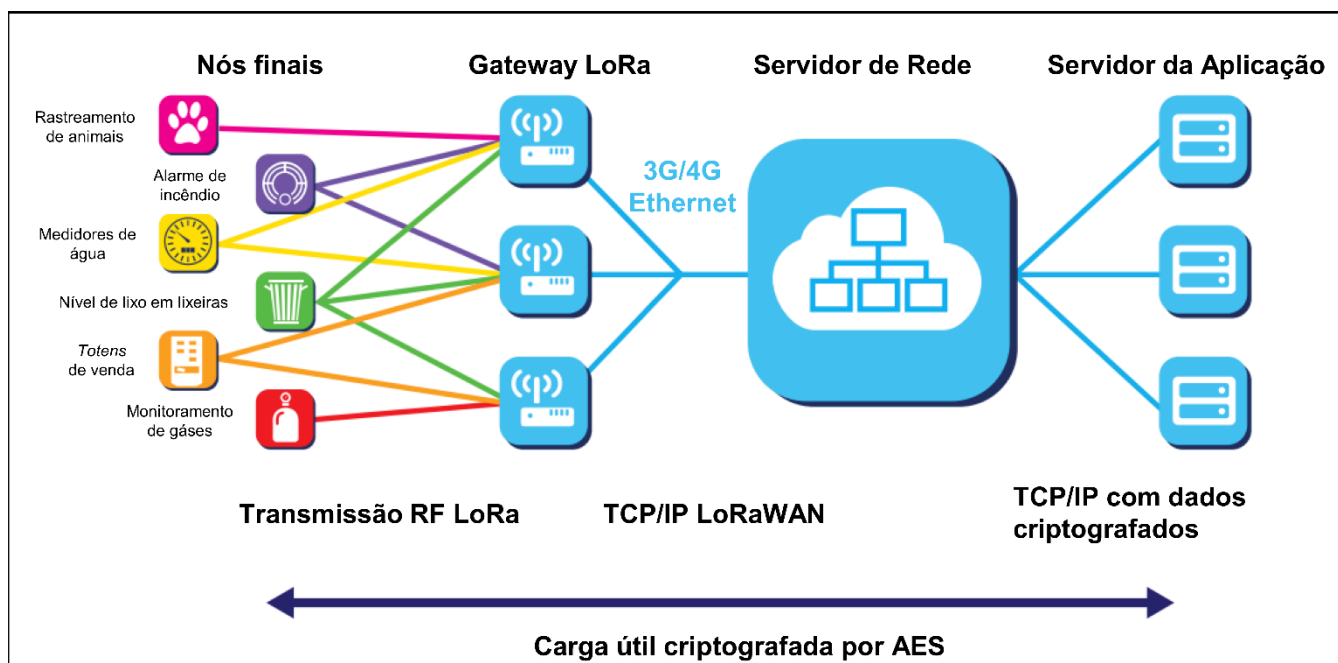 Nós finais
Gateway LoRa
Servidor de Rede
Servidor da Aplicação
Rastreamento
de animais
Alarme de
incêndio
Medidores de
água
Nível de lixo em lixeiras
Totens
de venda
Monitoramento
de gáses
3G/4G
Ethernet
Transmissão RF LoRa
TCP/IP LoRaWAN
TCP/IP com dados
criptografados
Carga útil criptografada por AES